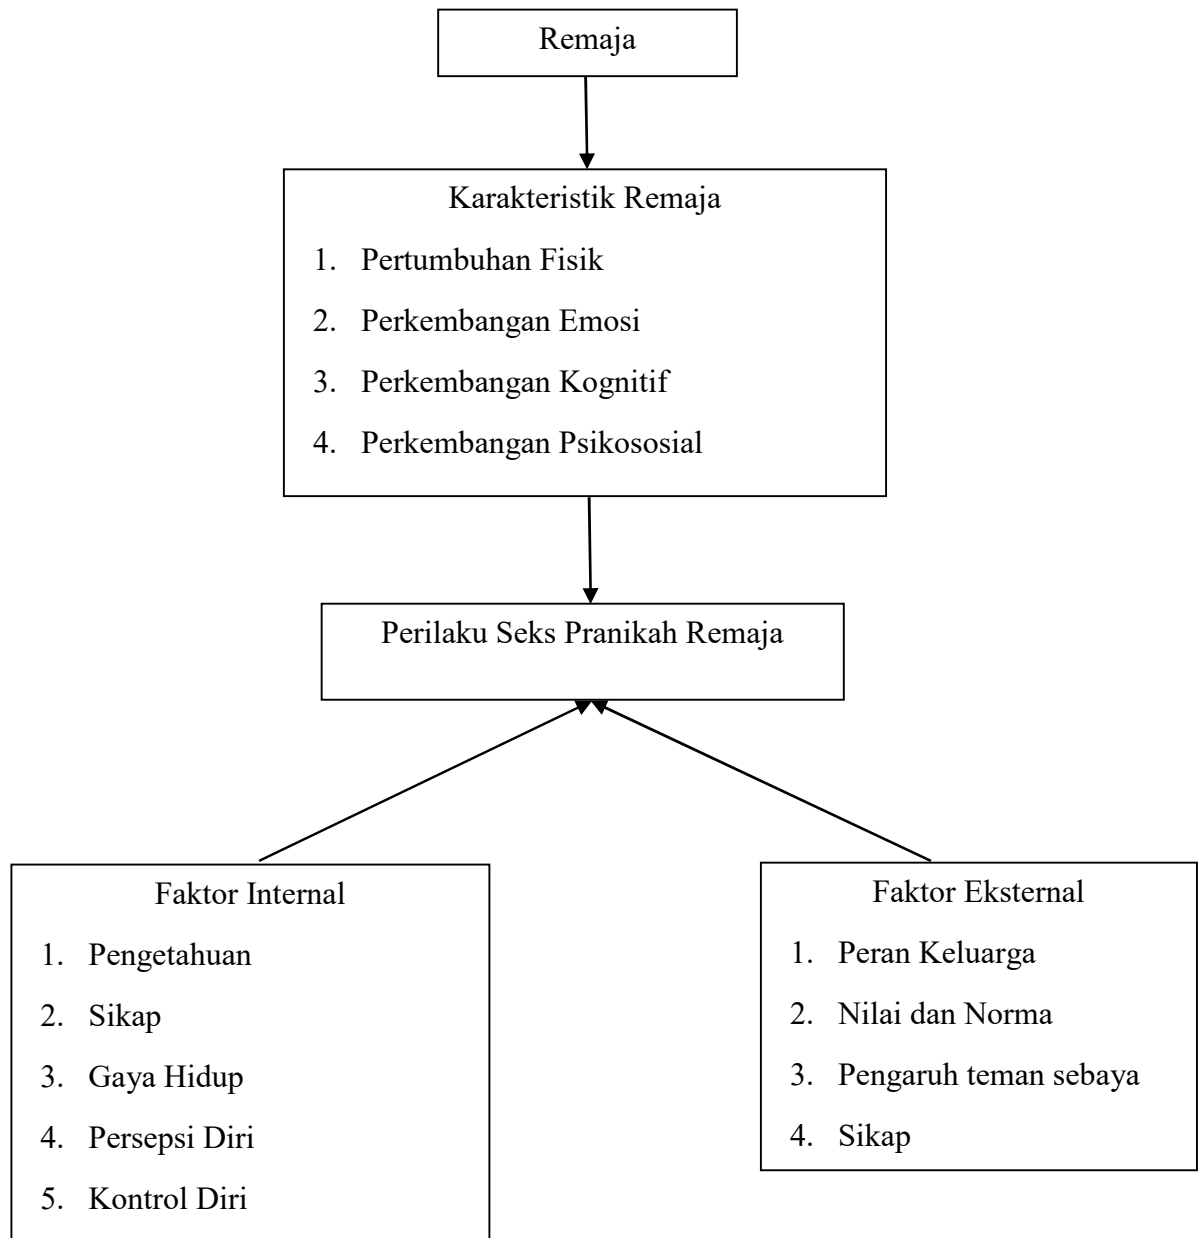 Remaja
Karakteristik Remaja
1. Pertumbuhan Fisik
2. Perkembangan Emosi
3. Perkembangan Kognitif
4. Perkembangan Psikososial
Perilaku Seks Pranikah Remaja
Faktor Internal
1. Pengetahuan
2. Sikap
3. Gaya Hidup
4. Persepsi Diri
5. Kontrol Diri
Faktor Eksternal
1. Peran Keluarga
2. Nilai dan Norma
3. Pengaruh teman sebaya
4. Sikap